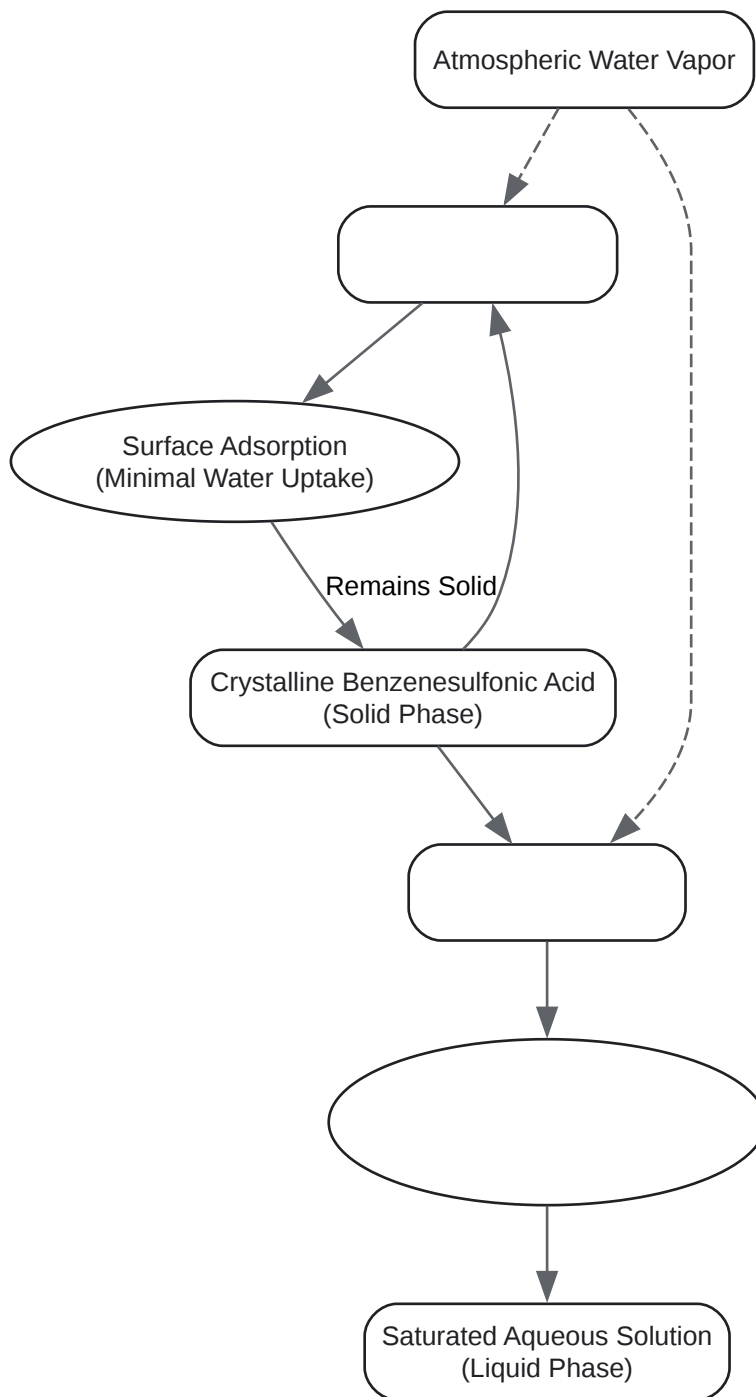 Atmospheric Water Vapor
Surface Adsorption
(Minimal Water Uptake)
Remains Solid
Crystalline Benzenesulfonic Acid
(Solid Phase)
Saturated Aqueous Solution
(Liquid Phase)